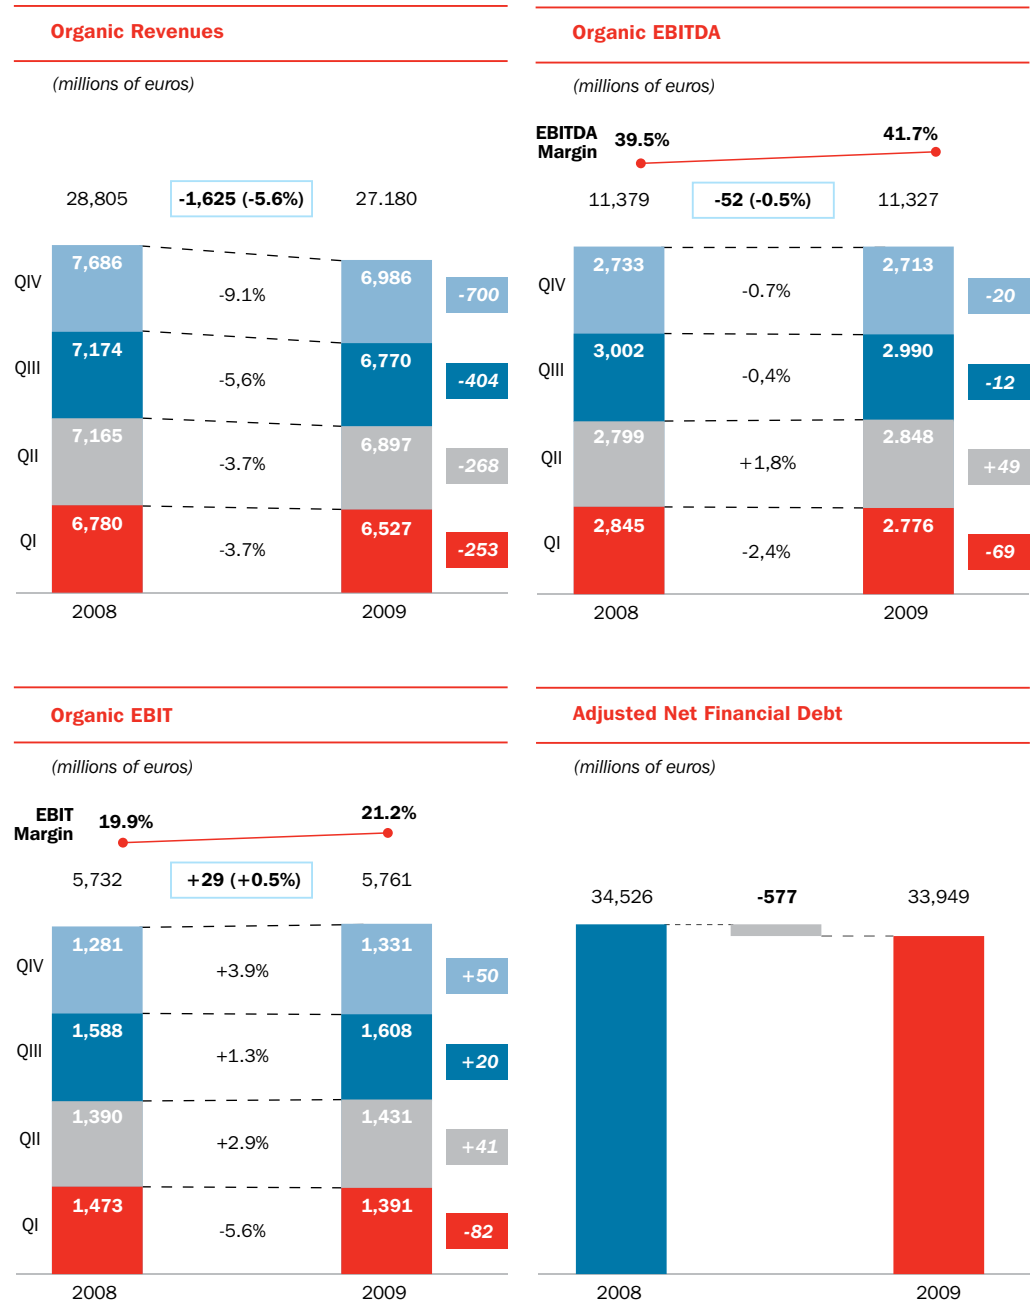 Organic Revenues
(millions of euros)
28,805 -1,625 (-5.6%) 27.180
7,686 6,986
QIV -9.1% -700
7,174 6,770
QIII -5,6% -404
7,165 6,897
QII -3.7% -268
6,780 6,527
QI -3.7% -253
2008 2009
Organic EBITDA
(millions of euros)
EBITDA
Margin 39.5% 41.7%
11,379 -52 (-0.5%) 11,327
2,733 2,713
QIV -0.7% -20
3,002 2.990
QIII -0,4% -12
2,799 2.848
QII +1,8% +49
2,845 2.776
QI -2,4% -69
2008 2009
Organic EBIT
(millions of euros)
EBIT
Margin 19.9% 21.2%
5,732 +29 (+0.5%) 5,761
1,281 1,331
QIV +3.9% +50
1,588 1,608
QIII +1.3% +20
1,390 1,431
QII +2.9% +41
1,473 1,391
QI -5.6% -82
2008 2009
Adjusted Net Financial Debt
(millions of euros)
34,526 -577 33,949
2008 2009